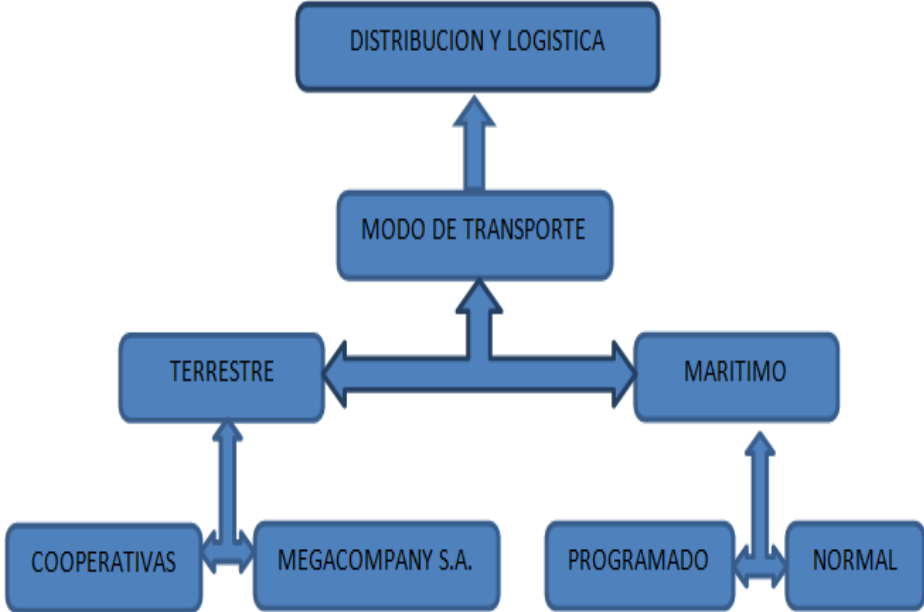 DISTRIBUCION Y LOGISTICA
MODO DE TRANSPORTE
TERRESTRE
MARITIMO
COOPERATIVAS
MEGACOMPANY S.A.
PROGRAMADO
NORMAL